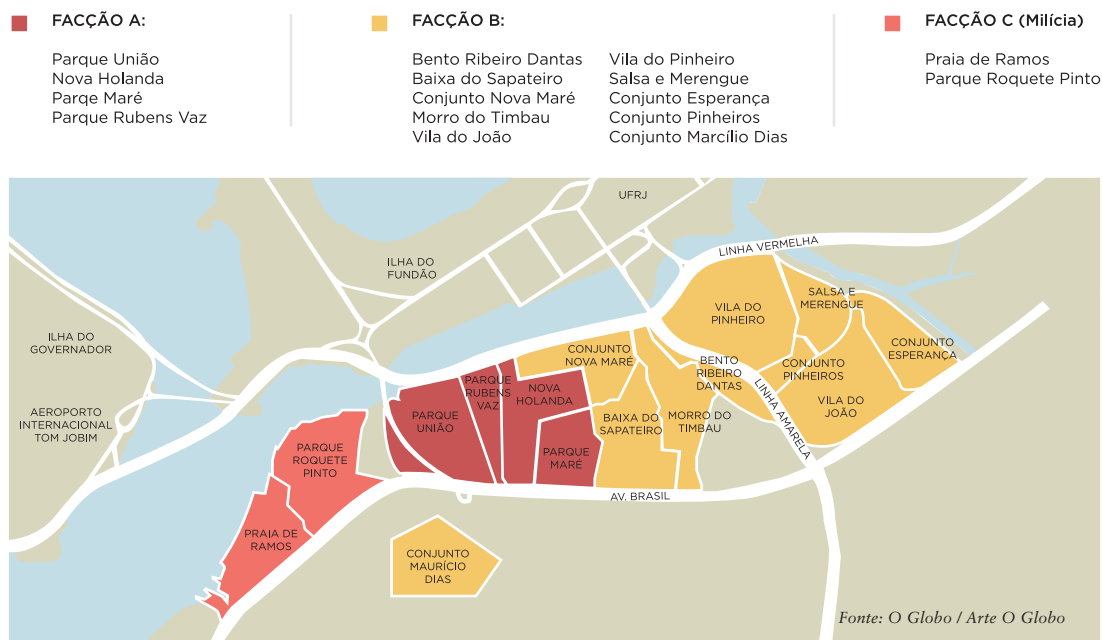 FACÇÃO A:
Parque União
Nova Holanda
Parqe Maré
Parque Rubens Vaz
FACÇÃO B:
Bento Ribeiro Dantas
Baixa do Sapateiro
Conjunto Nova Maré
Morro do Timbau
Vila do João
Vila do Pinheiro
Salsa e Merengue
Conjunto Esperança
Conjunto Pinheiros
Conjunto Marcílio Dias
FACÇÃO C (Milícia)
Praia de Ramos
Parque Roquete Pinto
UFRJ
LINHA VERMELHA
ILHA DO
FUNDÃO
SALSA E
MERENGUE
VILA DO
PINHEIRO
ILHA DO
GOVERNADOR
CONJUNTO
ESPERANÇA
CONJUNTO
NOVA MARÉ
BENTO
RIBEIRO
DANTAS
CONJUNTO
PINHEIROS
LINHA AMARELA
VILA DO
JOÃO
PARQUE
RUBENS
VAZ
NOVA
HOLANDA
PARQUE
UNIÃO
BAIXA DO
SAPATEIRO
MORRO DO
TIMBAU
AEROPORTO
INTERNACIONAL
TOM JOBIM
PARQUE
ROQUETE
PINTO
PARQUE
MARÉ
AV. BRASIL
PRAIA DE
RAMOS
CONJUNTO
MAURÍCIO
DIAS
Fonte: O Globo / Arte O Globo